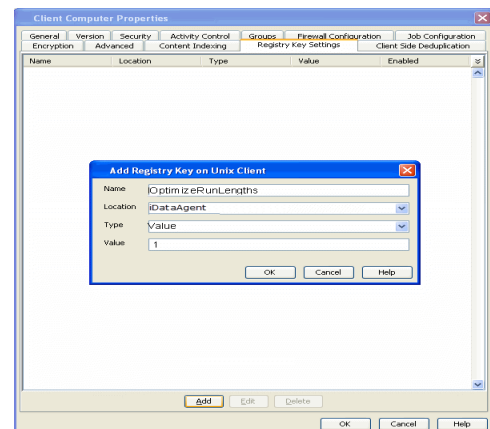 Client Computer Properties
General Version Security Activity Control Groups Firewall Configuration Job Configuration
Encryption Advanced Content Indexing Registry Key Settings Client Side Deduplication
Name Location Type Value Enabled
Add Registry Key on Unix Client
Name OptimizeRunLengths
Location iDataAgent
Type Value
Value 1
OK Cancel Help
Add Edit Delete
OK Cancel Help